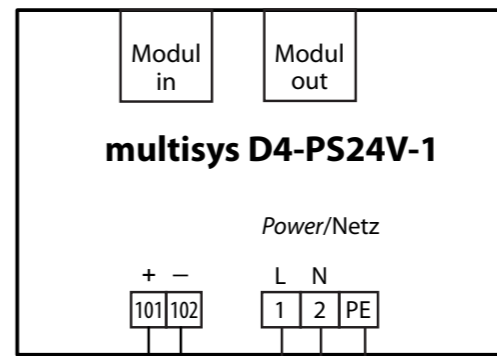 Modul Modul
in out
multisys D4-PS24V-1
Power/Netz
+ – L N
101 102 1 2 PE